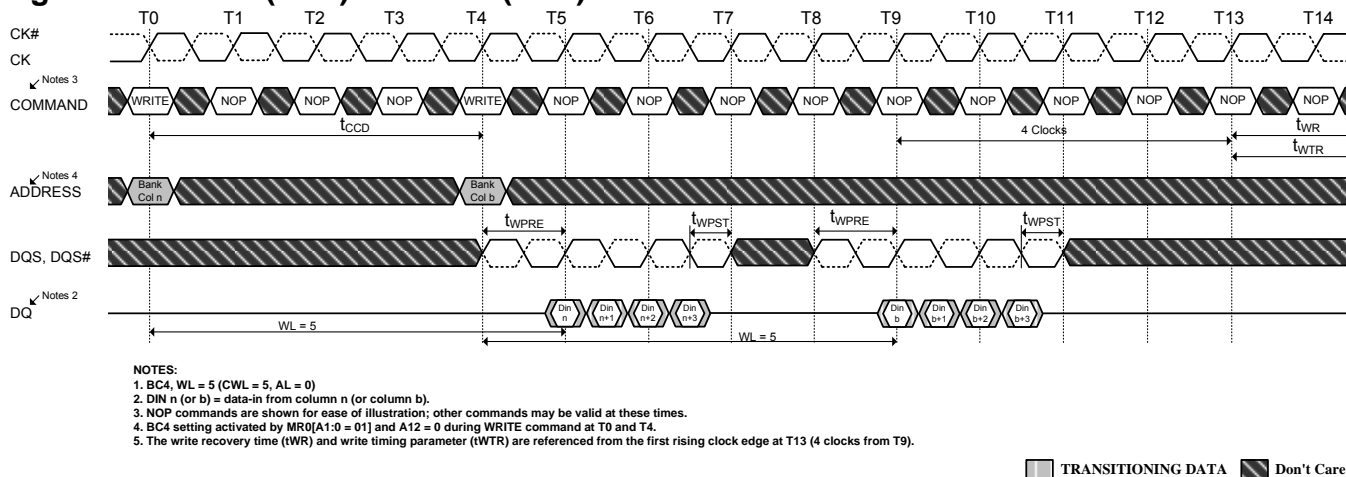 T0 T1 T2 T3 T4 T5 T6 T7 T8 T9 T10 T11 T12 T13 T14
CK#
CK
Notes 3
COMMAND
WRITE NOP NOP NOP WRITE NOP NOP NOP NOP NOP NOP NOP NOP NOP NOP
tCCD
4 Clocks
tWR
tWTR
Notes 4
ADDRESS
Bank Bank
Col n Col b
tWPRE tWPST tWPRE tWPST
DQS, DQS#
Notes 2
DQ
Din Din Din Din Din Din Din Din
n n+1 n+2 n+3 b b+1 b+2 b+3
WL = 5
WL = 5
NOTES:
1. BC4, WL = 5 (CWL = 5, AL = 0)
2. DIN n (or b) = data-in from column n (or column b).
3. NOP commands are shown for ease of illustration; other commands may be valid at these times.
4. BC4 setting activated by MR0[A1:0 = 01] and A12 = 0 during WRITE command at T0 and T4.
5. The write recovery time (tWR) and write timing parameter (tWTR) are referenced from the first rising clock edge at T13 (4 clocks from T9).
TRANSITIONING DATA Don't Care